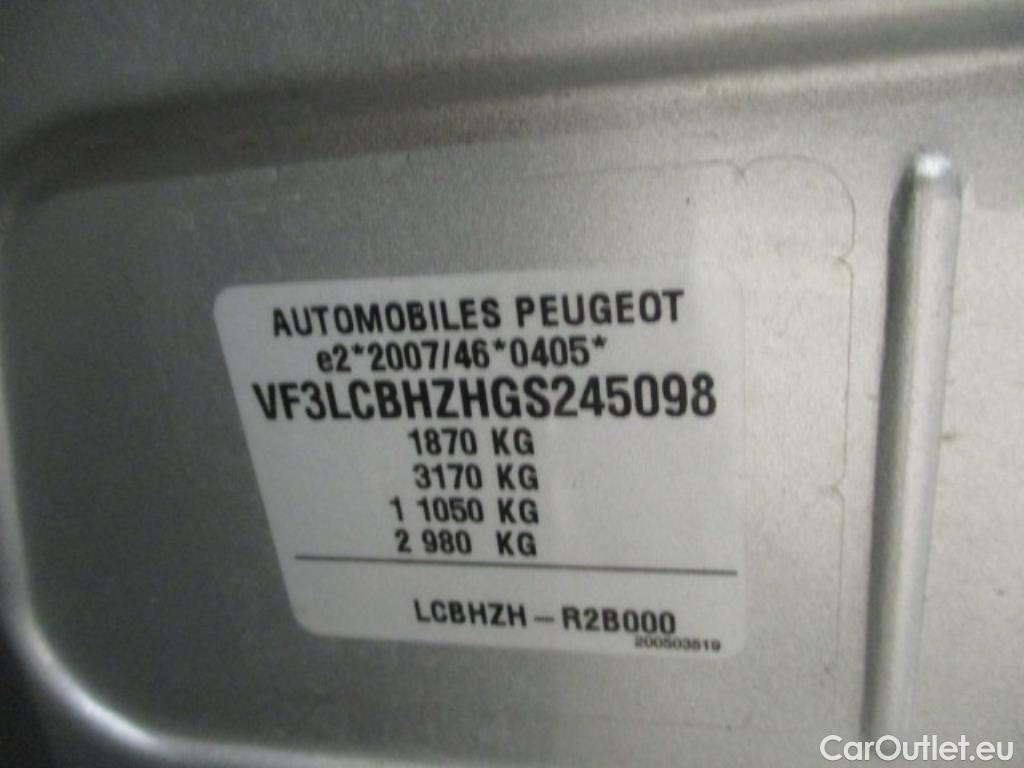 AUTOMOBILES PEUGEOT
e2*2007/46*0405*
VF3LCBHZHGS245098
1870 KG
3170 KG
1 1050 KG
2 980 KG
LCBHZH – R2B000
200503519
CarOutlet.eu